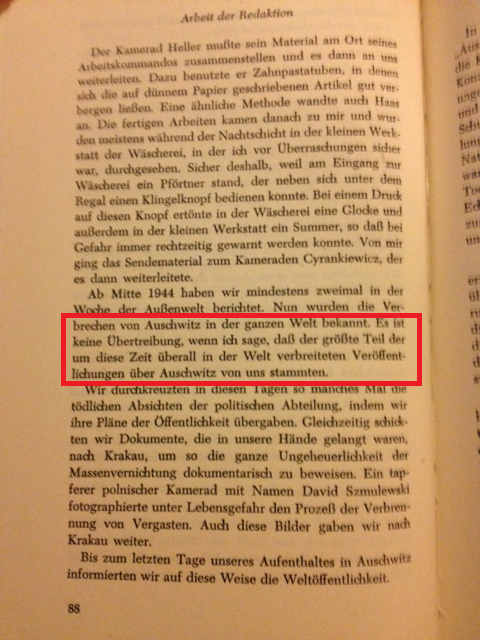 Arbeit der Redaktion
Der Kamerad Heller mußte sein Material am Ort seines
Arbeitskommandos zusammenstellen und es dann an uns
weiterleiten. Dazu benutzte er Zahnpastatuben, in denen
sich die auf dünnem Papier geschriebenen Artikel gut ver-
bergen ließen. Eine ähnliche Methode wandte auch Haas
an. Die fertigen Arbeiten kamen danach zu mir und wur-
den meistens während der Nachtschicht in der kleinen Werk-
statt der Wäscherei, in der ich vor Überraschungen sicher
war, durchgesehen. Sicher deshalb, weil am Eingang zur
Wäscherei ein Pförtner stand, der neben sich unter dem
Regal einen Klingelknopf bedienen konnte. Bei einem Druck
auf diesen Knopf ertönte in der Wäscherei eine Glocke und
außerdem in der kleinen Werkstatt ein Summer, so daß bei
Gefahr immer rechtzeitig gewarnt werden konnte. Von mir
ging das Sendematerial zum Kameraden Cyrankiewicz, der
es dann weiterleitete.
Ab Mitte 1944 haben wir mindestens zweimal in der
Woche der Außenwelt berichtet. Nun wurden die Ver-
brechen von Auschwitz in der ganzen Welt bekannt. Es ist
keine Übertreibung, wenn ich sage, daß der größte Teil der
um diese Zeit überall in der Welt verbreiteten Veröffent-
lichungen über Auschwitz von uns stammten.
Wir durchkreuzten in diesen Tagen so manches Mal die
tödlichen Absichten der politischen Abteilung, indem wir
ihre Pläne der Öffentlichkeit übergaben. Gleichzeitig schick-
ten wir Dokumente, die in unsere Hände gelangt waren,
nach Krakau, um so die ganze Ungeheuerlichkeit der
Massenvernichtung dokumentarisch zu beweisen. Ein tap-
ferer polnischer Kamerad mit Namen David Szmulewski
fotographierte unter Lebensgefahr den Prozeß der Verbren-
nung von Vergasten. Auch diese Bilder gaben wir nach
Krakau weiter.
Bis zum letzten Tage unseres Aufenthaltes in Auschwitz
informierten wir auf diese Weise die Weltöffentlichkeit.
88